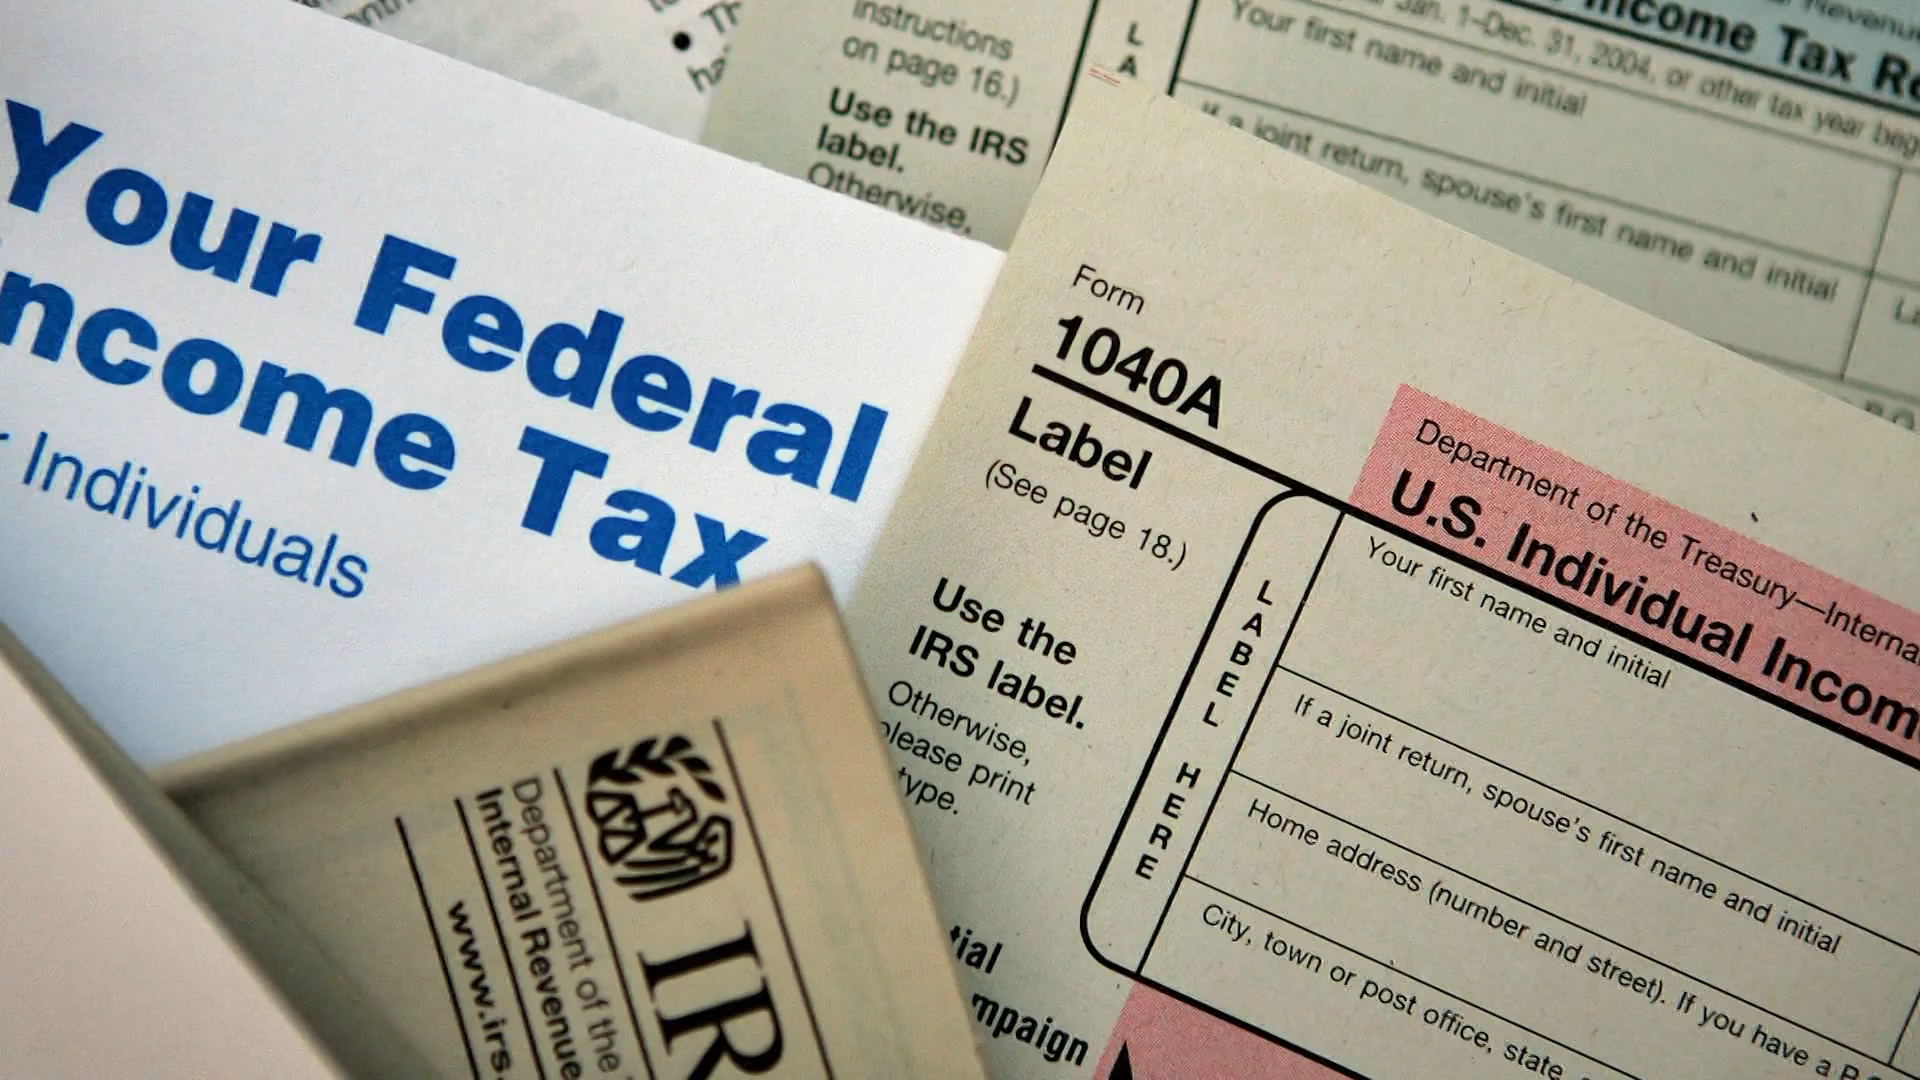 instructions
on page 16.)
Use the IRS
label.
Otherwise,
L
A
Income Tax Re
Jan. 1–Dec. 31, 2004, or other tax year beg
Your first name and initial
If a joint return, spouse's first name and initial
Your Federal
ncome Tax
Individuals
Form
1040A
Label
(See page 18.)
Use the
IRS label.
Otherwise,
please print
type.
LABEL HERE
Department of the Treasury—Interna
U.S. Individual Incom
Your first name and initial
If a joint return, spouse's first name and initial
Home address (number and street). If you have a P.
City, town or post office, state,
tial
mpaign
IR
Department of the
Internal Revenue
www.irs.